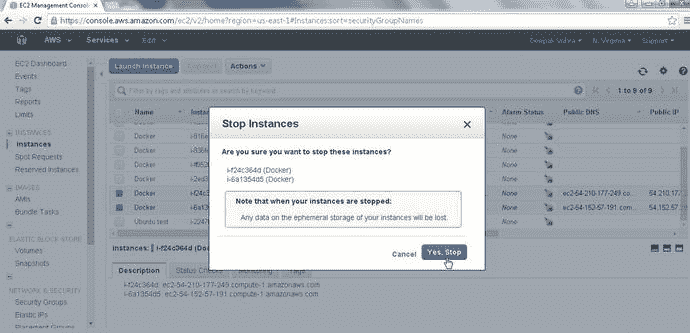 EC2 Management Console
https://console.aws.amazon.com/ec2/v2/home?region=us-east-1#Instances:sort=securityGroupNames
AWS Services Edit Deepak Vohra N. Virginia Support
EC2 Dashboard
Events
Tags
Reports
Limits
INSTANCES
Instances
Spot Requests
Reserved Instances
IMAGES
AMIs
Bundle Tasks
ELASTIC BLOCK STORE
Volumes
Snapshots
NETWORK & SECURITY
Security Groups
Elastic IPs
Placement Groups
Launch Instance Connect Actions
Filter by tags and attributes or search by keyword 1 to 9 of 9
Name Alarm Status Public DNS Public IP
Docker None
Docker None
Docker None
Docker None
Docker None
Docker None ec2-54-210-177-249.co... 54.210.177
Docker None ec2-54-152-57-191.com... 54.152.57
Ubuntu test None
Stop Instances
Are you sure you want to stop these instances?
i-f24c364d (Docker)
i-6a1354d5 (Docker)
Note that when your instances are stopped:
Any data on the ephemeral storage of your instances will be lost.
Cancel Yes, Stop
Instances: i-f24c364d (Doc
Description Status Checks Monitoring Tags
i-f24c364d: ec2-54-210-177-249.compute-1.amazonaws.com
i-6a1354d5: ec2-54-152-57-191.compute-1.amazonaws.com